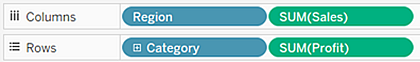 Columns Region SUM(Sales)
Rows Category SUM(Profit)